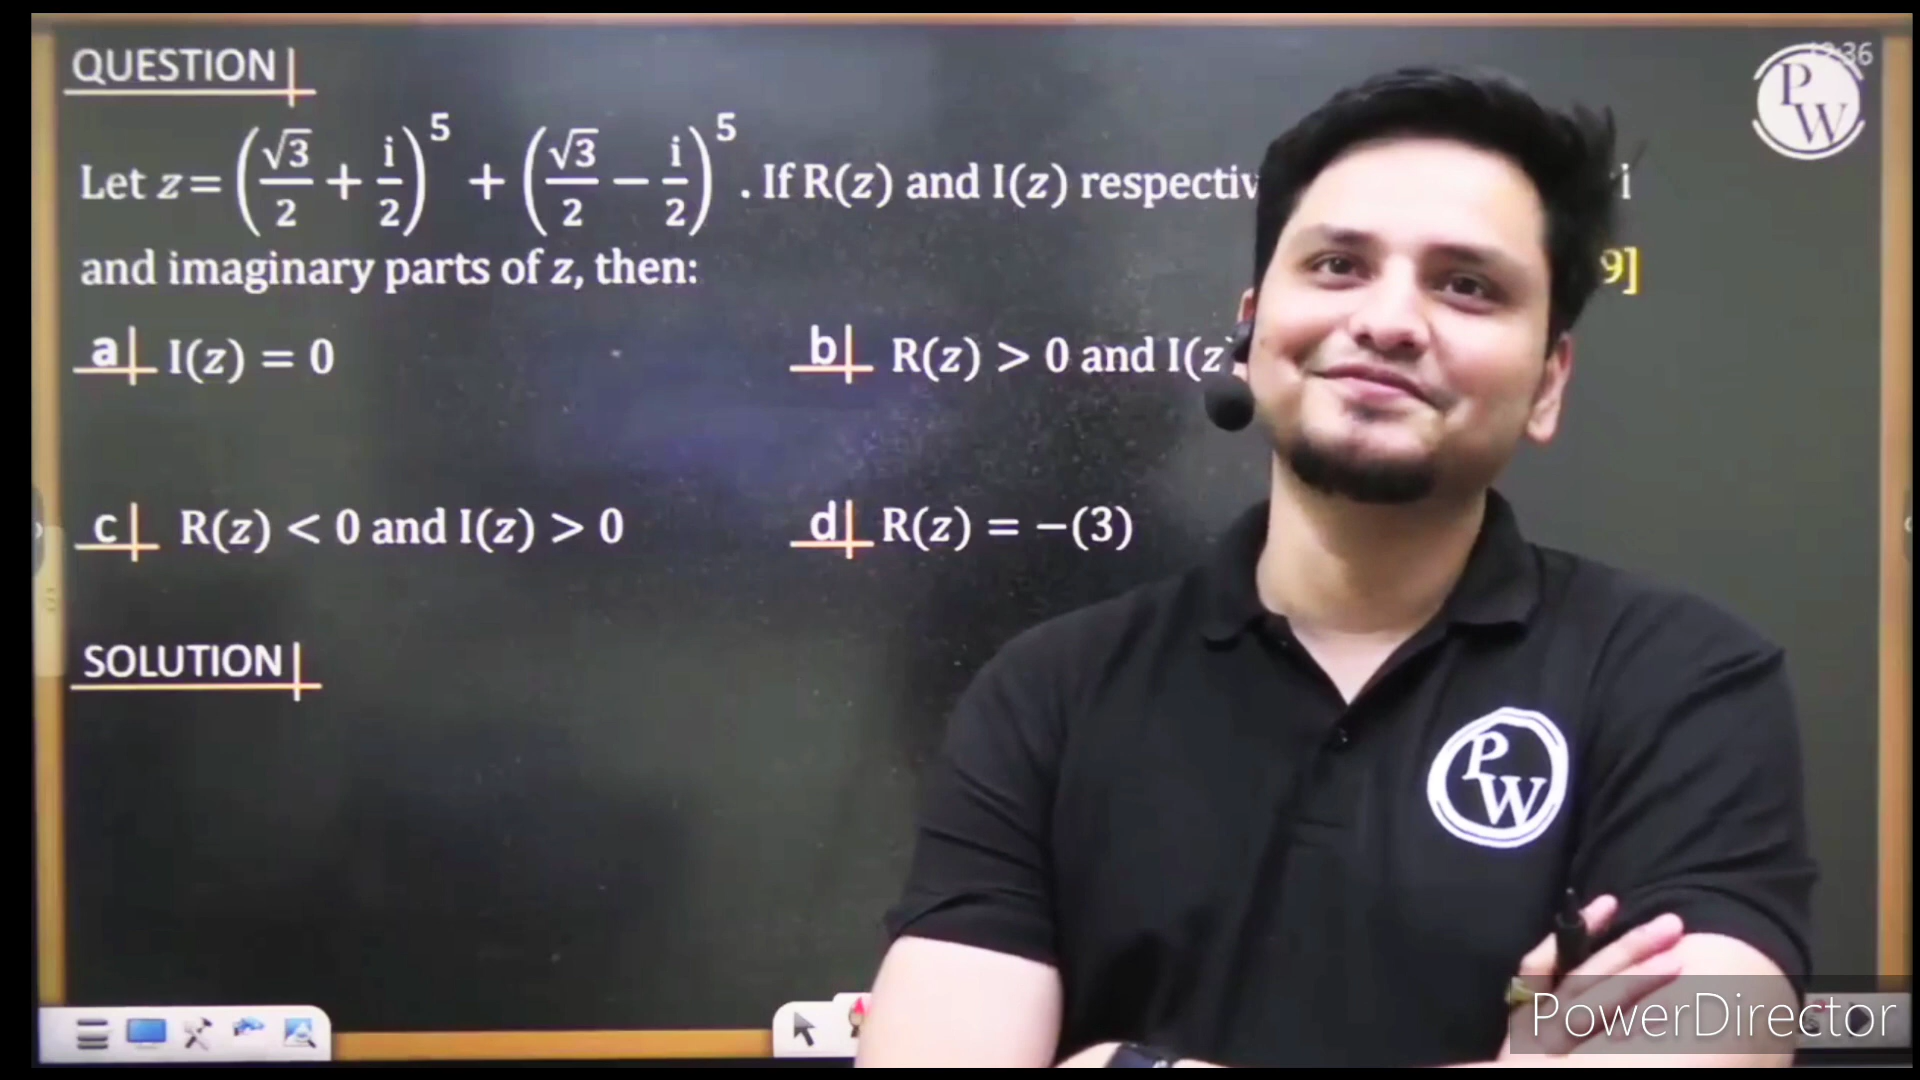 QUESTION
:36
P W
Let z = (√3/2 + i/2)^5 + (√3/2 − i/2)^5 . If R(z) and I(z)
and imaginary parts of z, then:
9]
a| I(z) = 0
b| R(z) > 0 and I(z
c| R(z) < 0 and I(z) > 0
d| R(z) = −(3)
SOLUTION
P W
PowerDirector